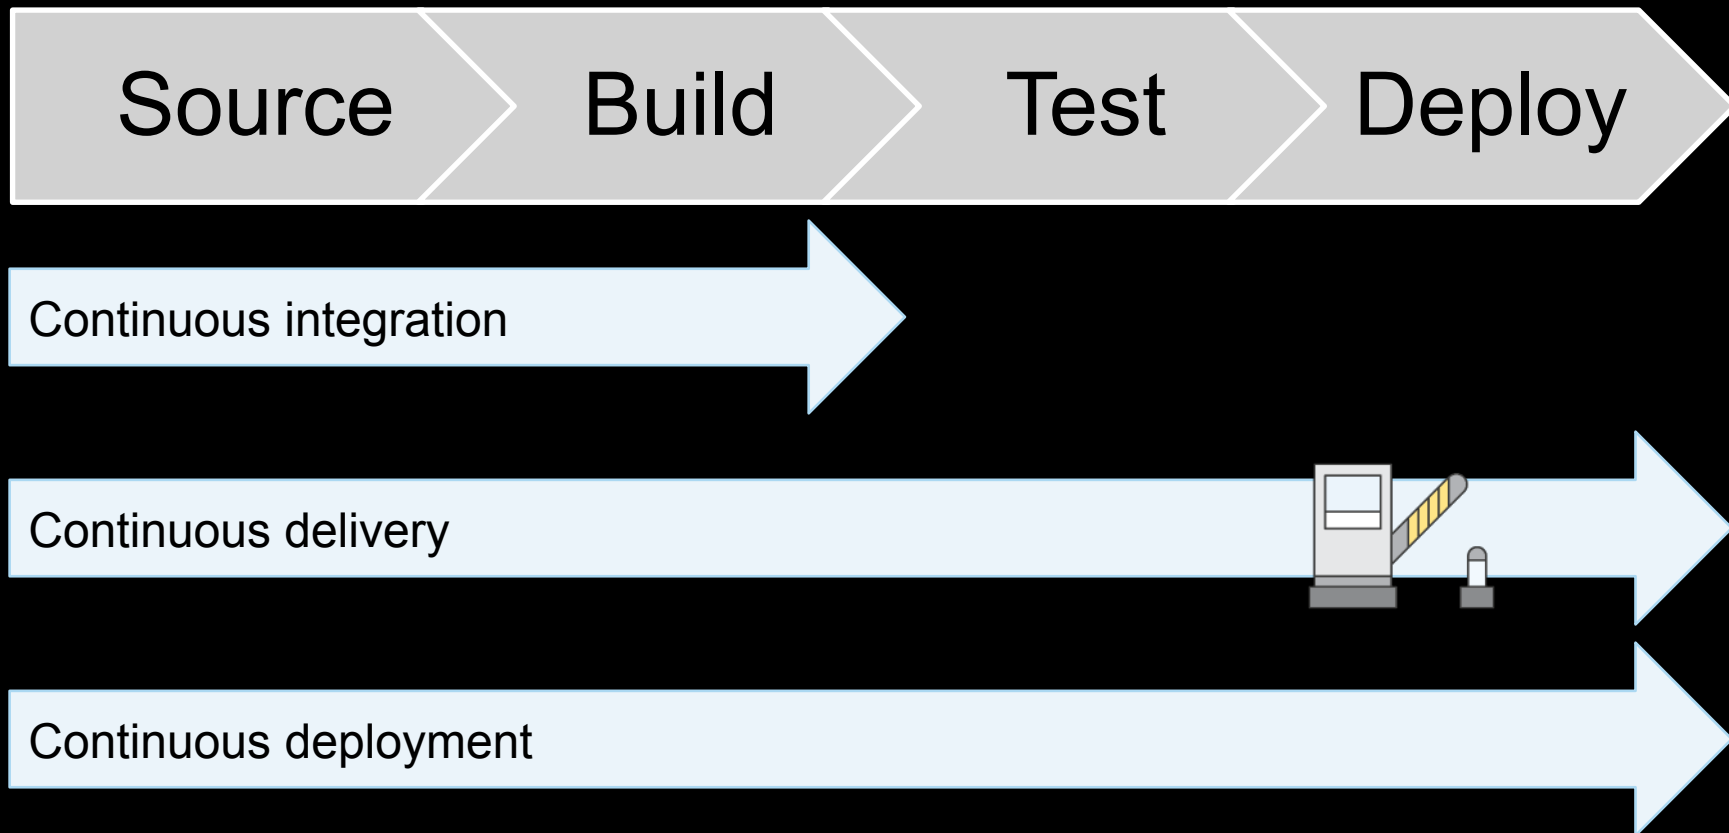 Source
Build
Test
Deploy
Continuous integration
Continuous delivery
Continuous deployment